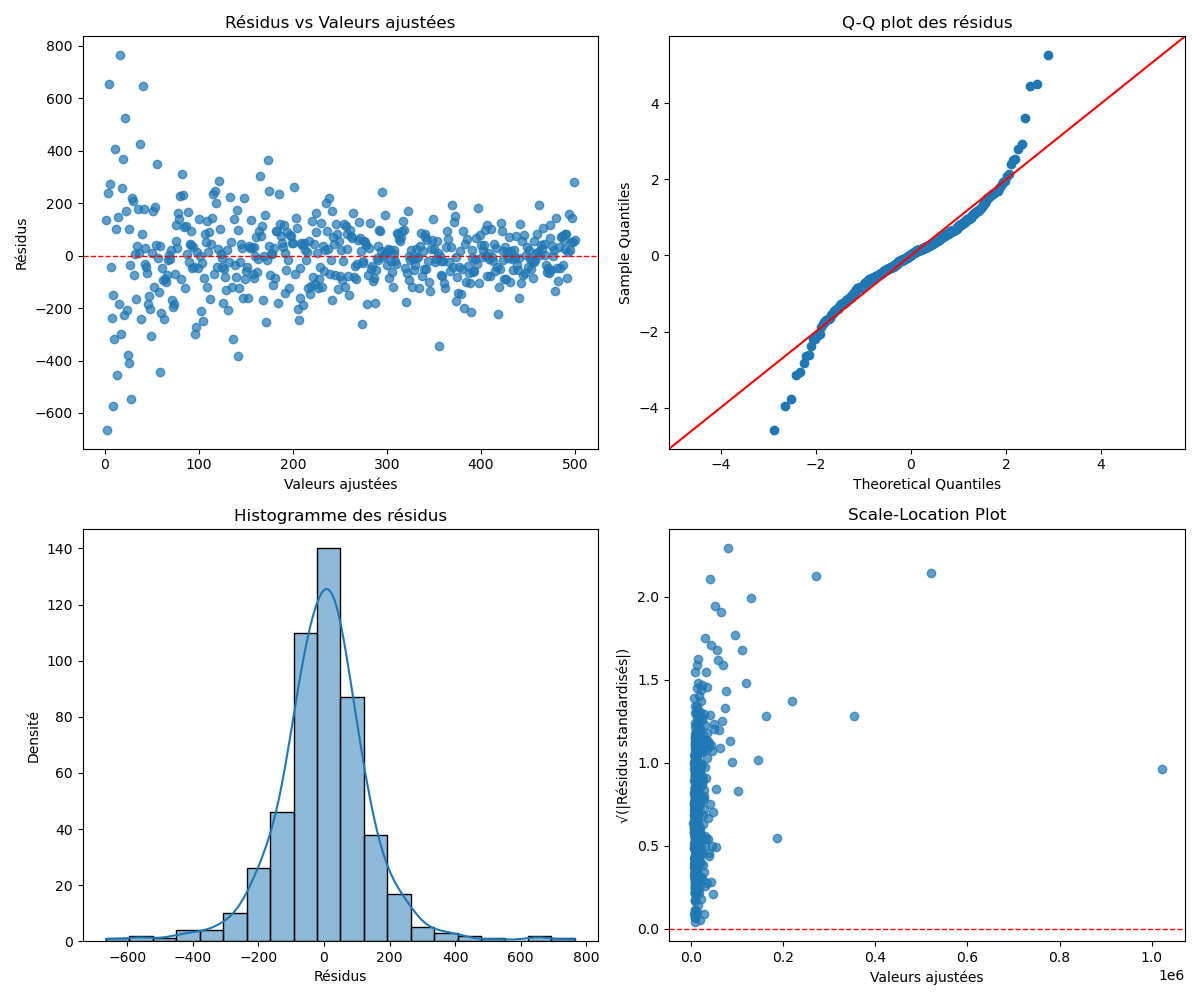 Résidus vs Valeurs ajustées
800
600
400
200
0
−200
−400
−600
Résidus
0 100 200 300 400 500
Valeurs ajustées
Q-Q plot des résidus
4
2
0
−2
−4
Sample Quantiles
−4 −2 0 2 4
Theoretical Quantiles
Histogramme des résidus
140
120
100
80
60
40
20
0
Densité
−600 −400 −200 0 200 400 600 800
Résidus
Scale-Location Plot
2.0
1.5
1.0
0.5
0.0
√(|Résidus standardisés|)
0.0 0.2 0.4 0.6 0.8 1.0
1e6
Valeurs ajustées